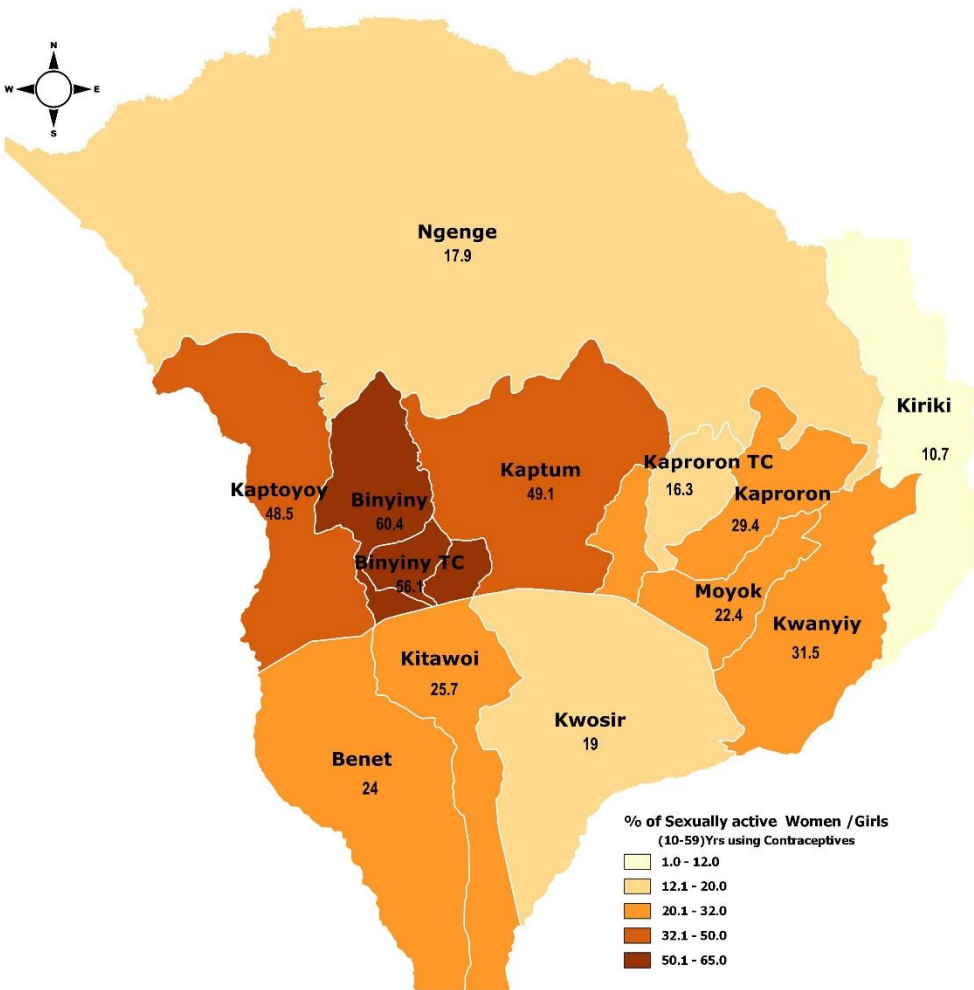 N
W E
S
Ngenge
17.9
Kiriki
10.7
Kaptoyoy
48.5
Binyiny
60.4
Kaptum
49.1
Kaproron TC
16.3
Kaproron
29.4
Binyiny TC
56.1
Moyok
22.4
Kwanyiy
31.5
Kitawoi
25.7
Kwosir
19
Benet
24
% of Sexually active Women /Girls
(10-59)Yrs using Contraceptives
1.0 - 12.0
12.1 - 20.0
20.1 - 32.0
32.1 - 50.0
50.1 - 65.0